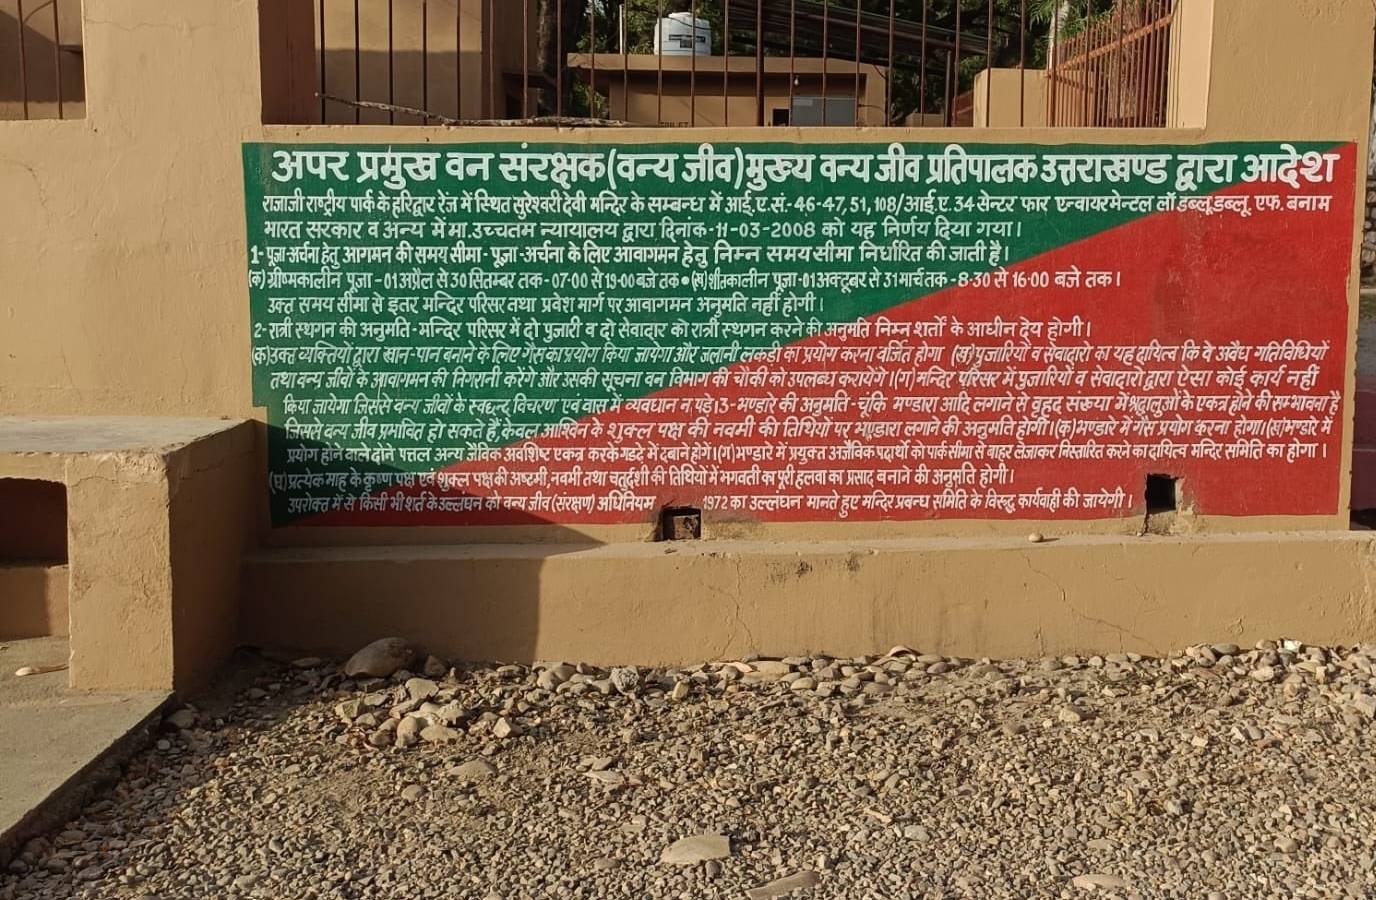 अपर प्रमुख वन संरक्षक (वन्य जीव) मुख्य वन्य जीव प्रतिपालक उत्तराखण्ड द्वारा आदेश
राजाजी राष्ट्रीय पार्क के हरिद्वार रेंज में स्थित सुरेश्वरी देवी मन्दिर के सम्बन्ध में आई.ए.सं.-46-47,51,108/आई.ए.34 सेन्टर फार एन्वायरमेन्टल लॉ डब्लू.डब्लू. एफ. बनाम
भारत सरकार व अन्य में मा.उच्चतम न्यायालय द्वारा दिनांक-11-03-2008 को यह निर्णय दिया गया।
1-पूजा-अर्चना हेतु आगमन की समय सीमा-पूजा-अर्चना के लिए आवागमन हेतु निम्न समय सीमा निर्धारित की जाती है।
(क) ग्रीष्मकालीन पूजा-01 अप्रैल से 30 सितम्बर तक-07-00 से 19-00 बजे तक•(ख) शीतकालीन पूजा-01 अक्टूबर से 31 मार्च तक-8-30 से 16-00 बजे तक।
उक्त समय सीमा से इतर मन्दिर परिसर तथा प्रवेश मार्ग पर आवागमन अनुमति नहीं होगी।
2-रात्री स्थगन की अनुमति-मन्दिर परिसर में दो पुजारी व दो सेवादार को रात्री स्थगन करने की अनुमति निम्न शर्तों के आधीन देय होगी।
(क) उक्त व्यक्तियों द्वारा खान-पान बनाने के लिए गैस का प्रयोग किया जायेगा और जलानी लकडी का प्रयोग करना वर्जित होगा (ख) पुजारियों व सेवादारो का यह दायित्व कि वे अवैध गतिविधियों
तथा वन्य जीवों के आवागमन की निगरानी करेंगे और उसकी सूचना वन विभाग की चौकी को उपलब्ध करायेंगे।(ग) मन्दिर परिसर में पुजारियों व सेवादारो द्वारा ऐसा कोई कार्य नहीं
किया जायेगा जिससे वन्य जीवों के स्वछन्द विचरण एवं वास में व्यवधान न पड़े।3-भण्डारे की अनुमति-चूंकि भण्डारा आदि लगाने से वृहद संख्या में श्रद्धालुओं के एकत्र होने की सम्भावना है
जिससे वन्य जीव प्रभावित हो सकते हैं, केवल आश्विन के शुक्ल पक्ष की नवमी की तिथियों पर भण्डारा लगाने की अनुमति होगी।(क) भण्डारे में गैस प्रयोग करना होगा।(ख) भण्डारे में
प्रयोग होने वाले दोने पत्तल अन्य जैविक अवशिष्ट एकत्र करके गडढे में दबाने होगें।(ग) भण्डारे में प्रयुक्त अजैविक पदार्थो को पार्क सीमा से बाहर लेजाकर निस्तारित करने का दायित्व मन्दिर समिति का होगा।
(घ) प्रत्येक माह के कृष्ण पक्ष एवं शुक्ल पक्ष की अष्टमी, नवमी तथा चतुर्दशी की तिथियों में भगवती का पूरी हलवा का प्रसाद बनाने की अनुमति होगी।
उपरोक्त में से किसी भी शर्त के उल्लघंन को वन्य जीव (संरक्षण) अधिनियम 1972 का उल्लंघन मानते हुए मन्दिर प्रबन्ध समिति के विरुद्ध कार्यवाही की जायेगी।